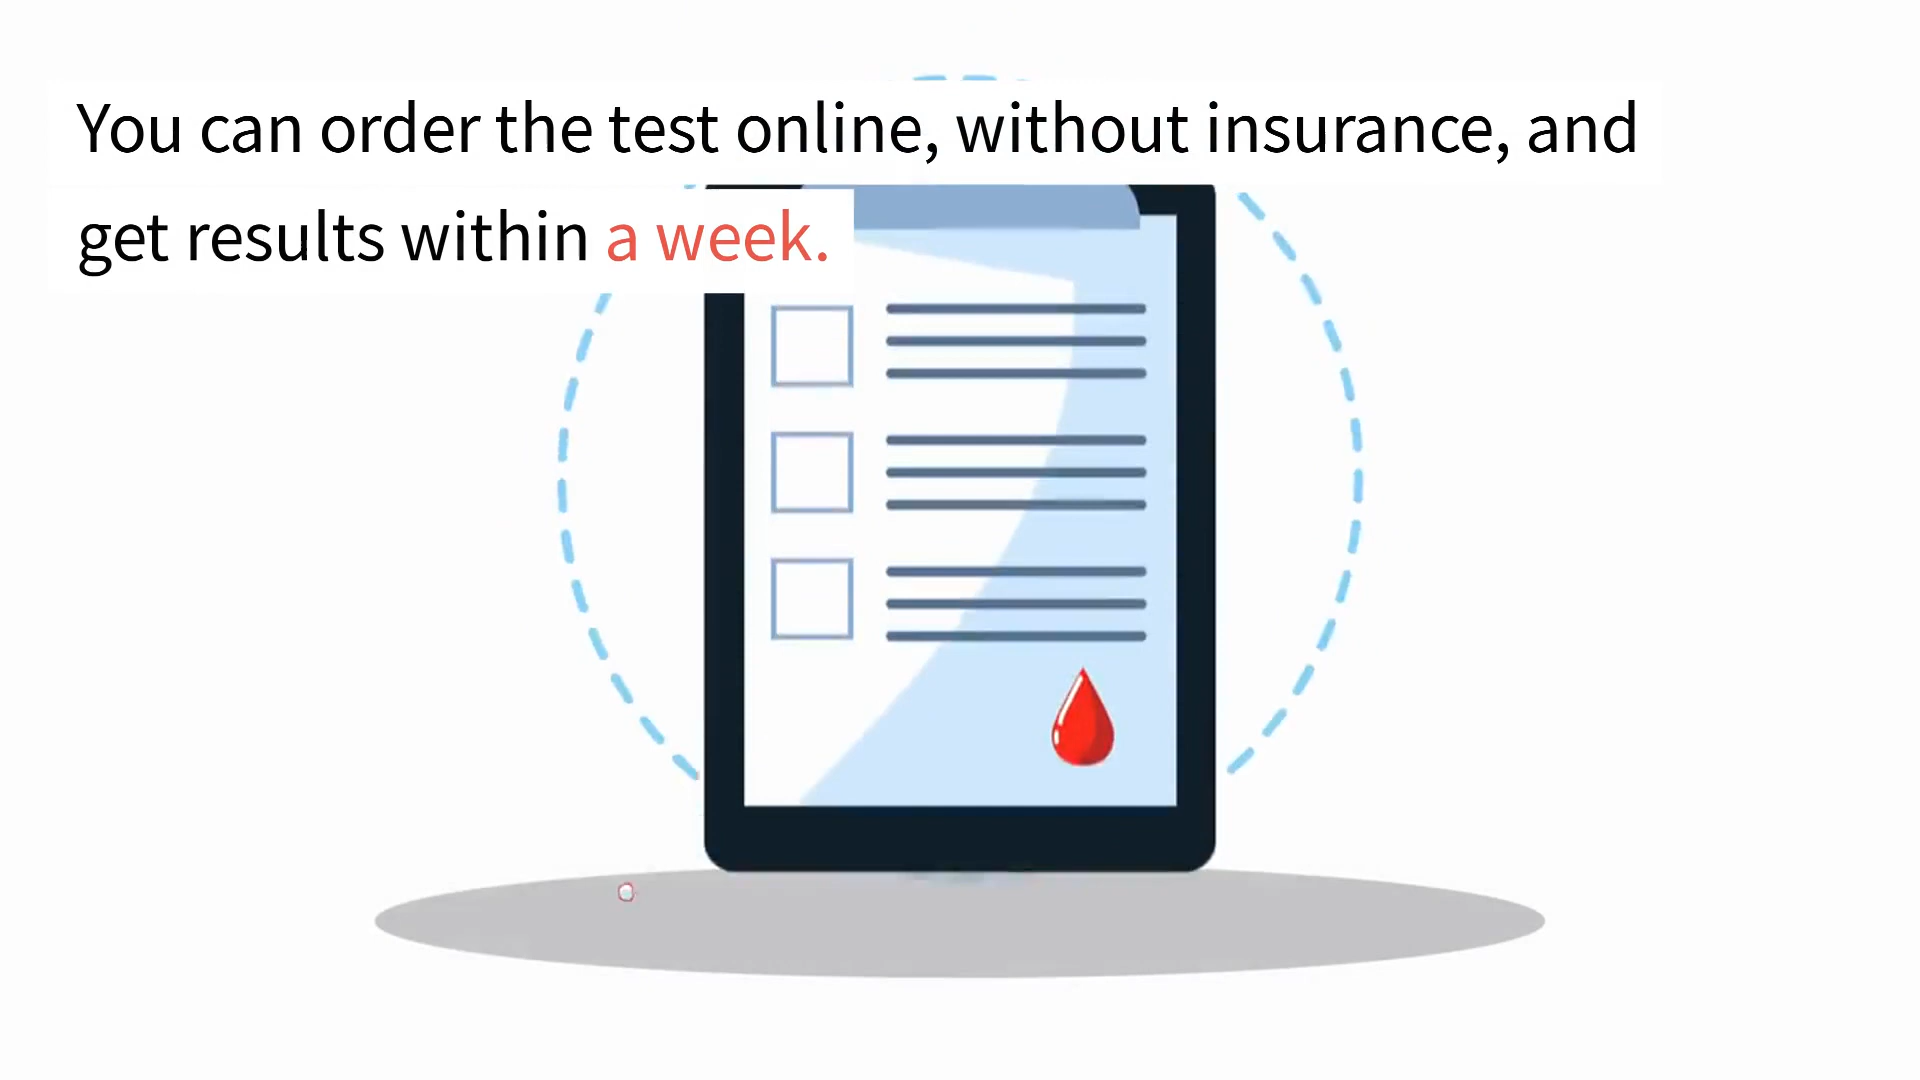 You can order the test online, without insurance, and
get results within a week.